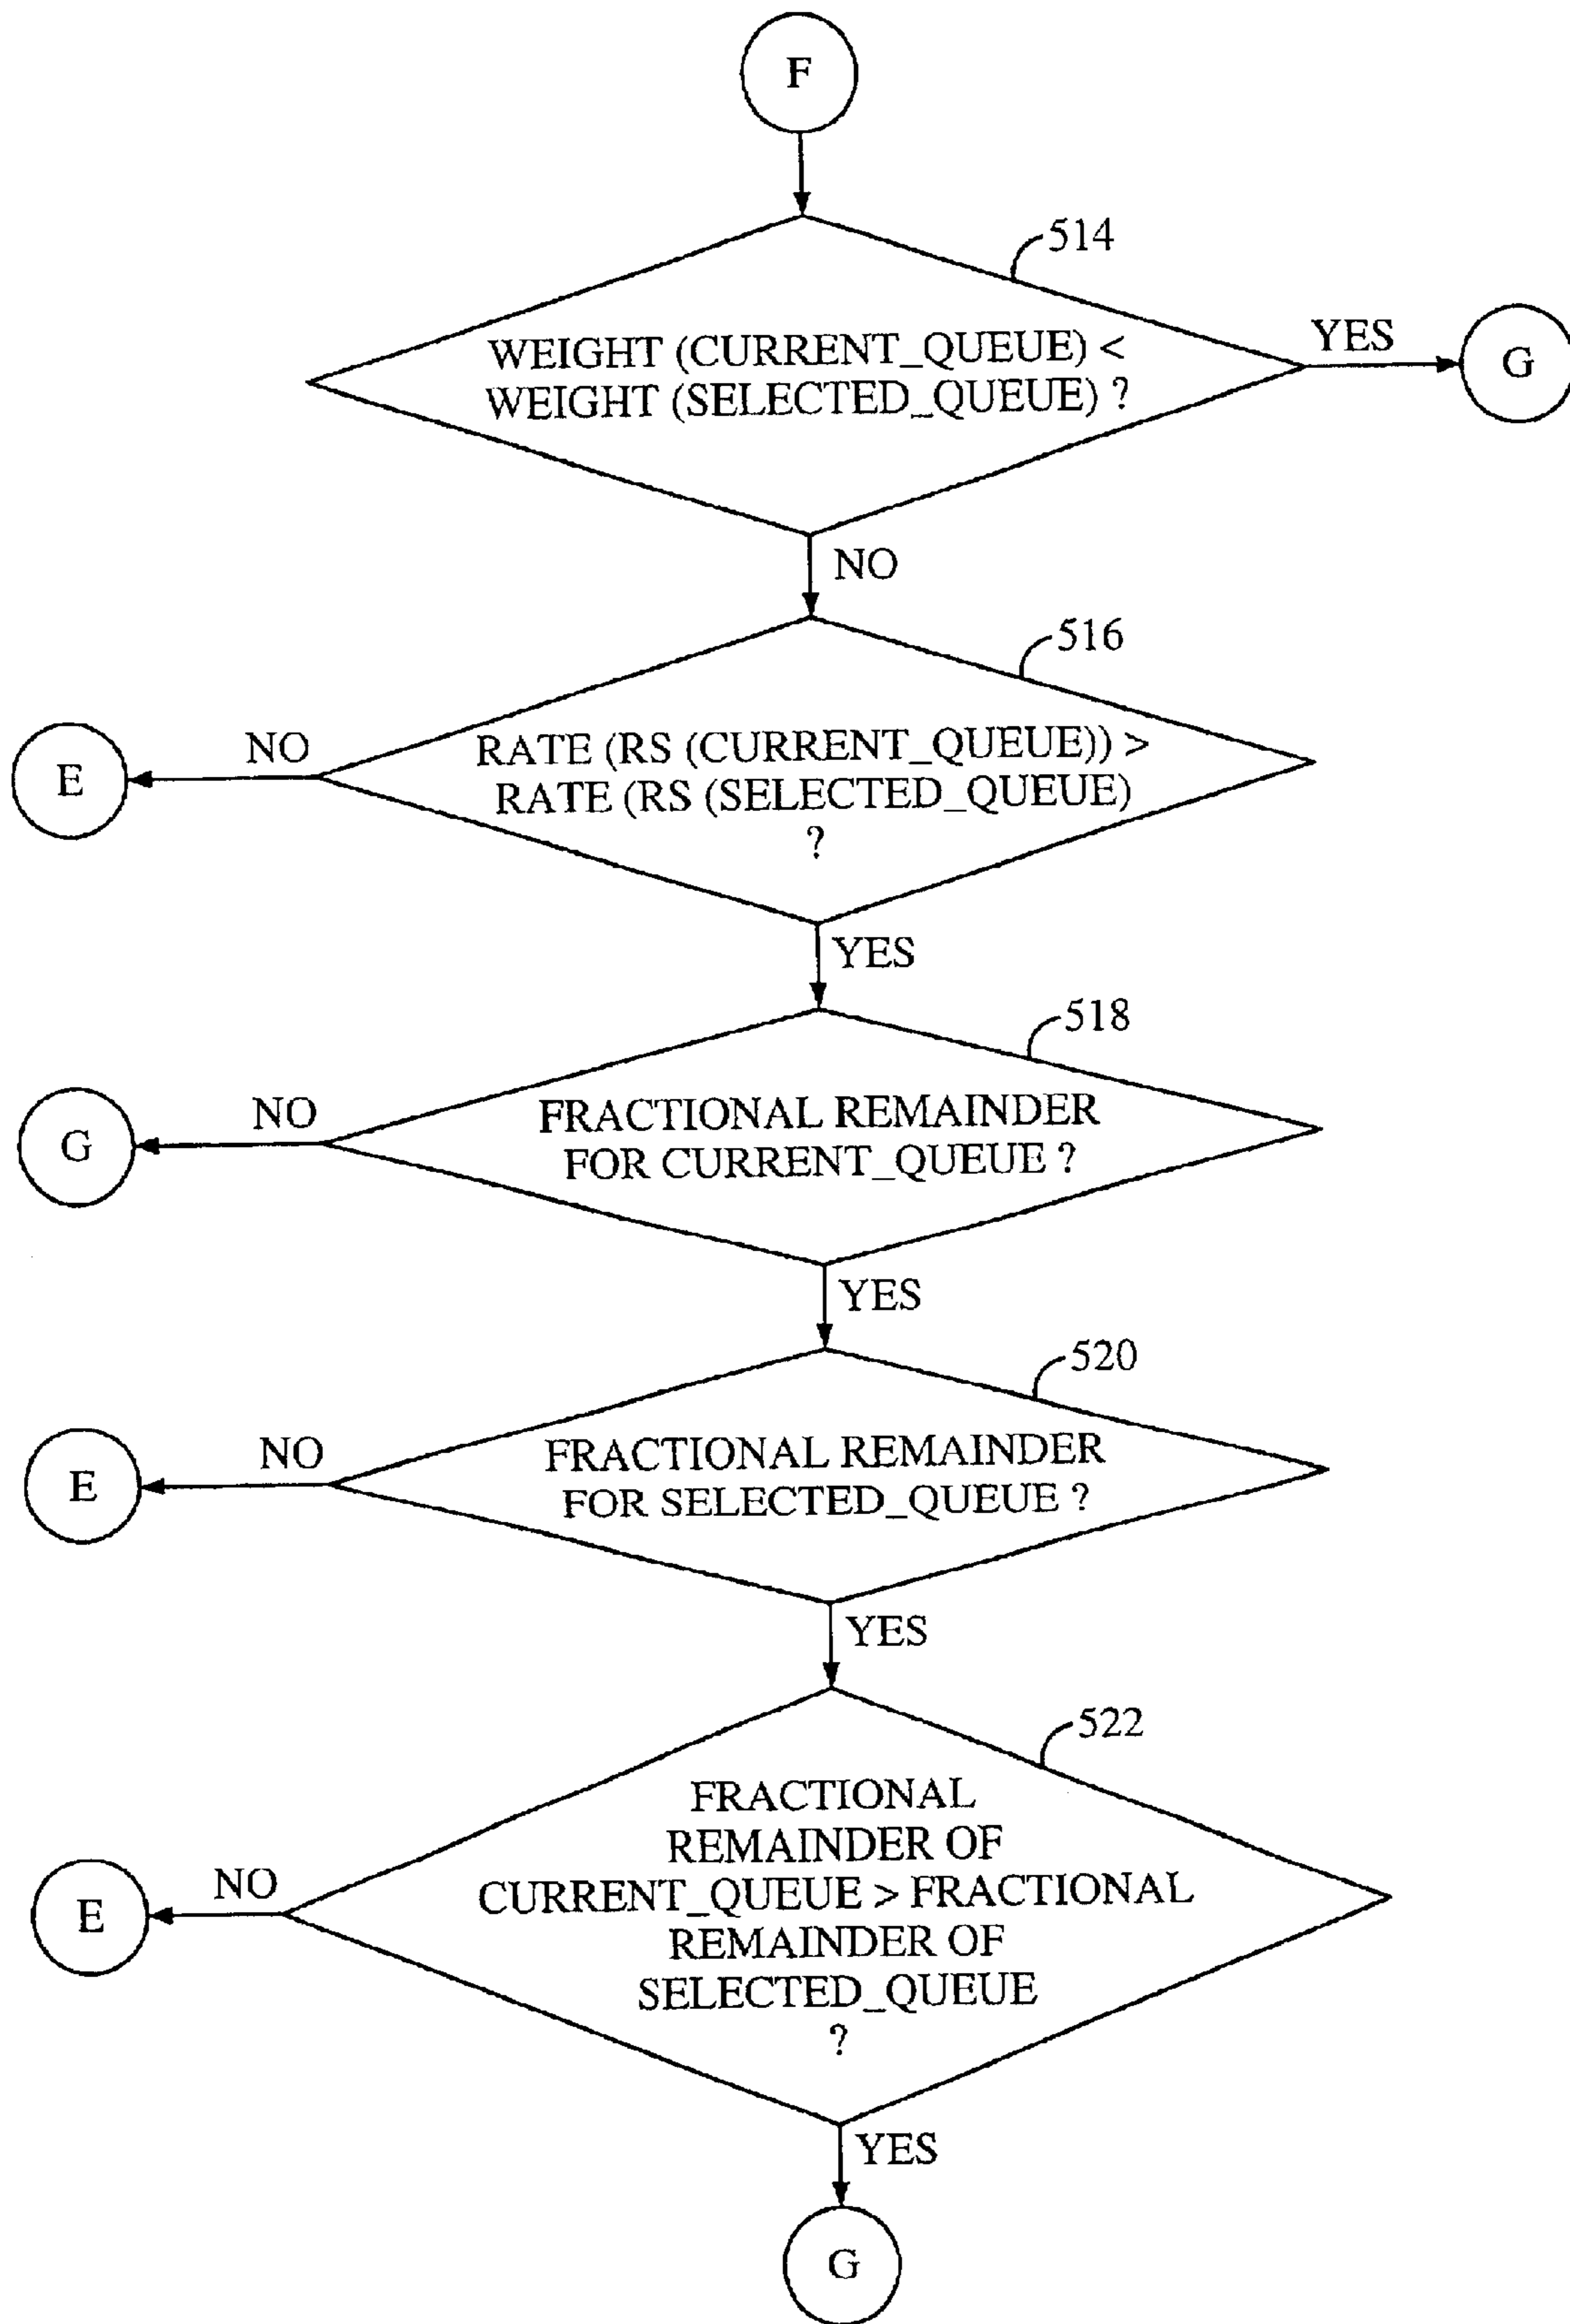 F
514
WEIGHT (CURRENT_QUEUE) <
WEIGHT (SELECTED_QUEUE) ?
YES
G
NO
516
RATE (RS (CURRENT_QUEUE)) >
RATE (RS (SELECTED_QUEUE)
?
NO
E
YES
518
FRACTIONAL REMAINDER
FOR CURRENT_QUEUE ?
NO
G
YES
520
FRACTIONAL REMAINDER
FOR SELECTED_QUEUE ?
NO
E
YES
522
FRACTIONAL
REMAINDER OF
CURRENT_QUEUE > FRACTIONAL
REMAINDER OF
SELECTED_QUEUE
?
NO
E
YES
G